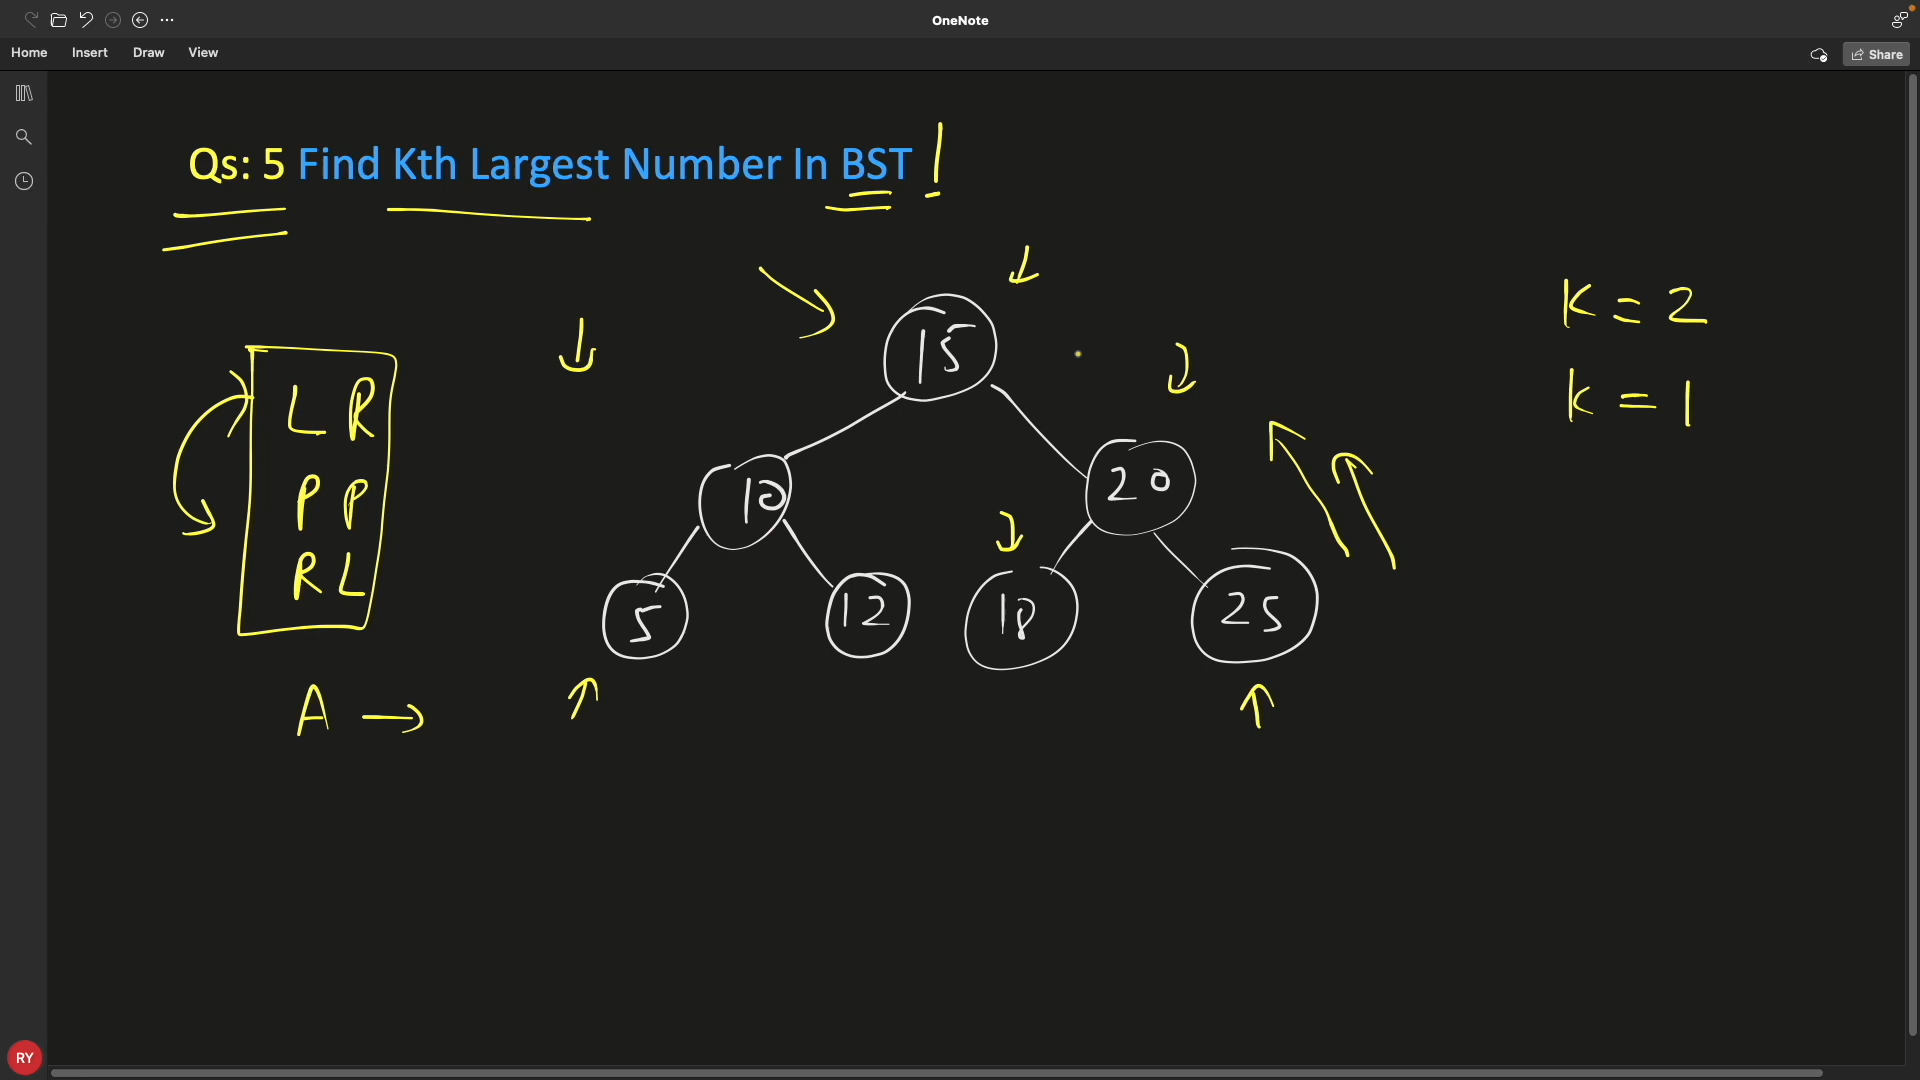 OneNote
Home Insert Draw View
Share
Qs: 5 Find Kth Largest Number In BST !
K = 2
k = 1
15
10 20
5 12 18 25
L R
P P
R L
A →
RY